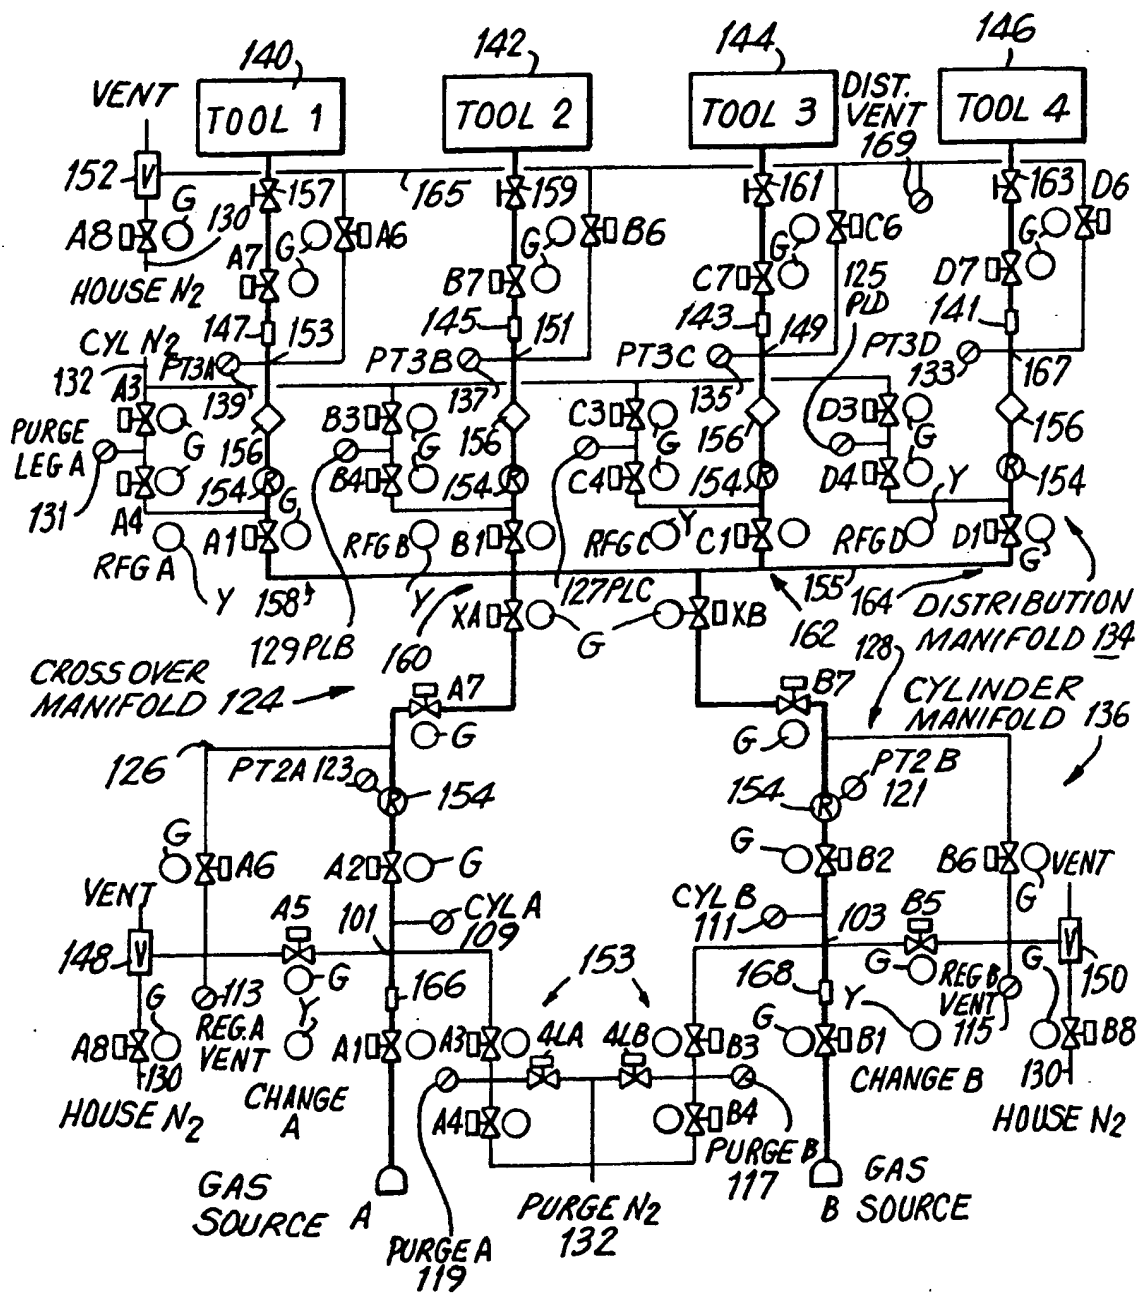 140 142 144 146
VENT
TOOL 1 TOOL 2 TOOL 3 TOOL 4
DIST.
VENT
169
152 V
157 165 159 161 163 D6
A8 G 130 A7 G A6 B7 G B6 C7 G C6 D7 G
HOUSE N2
125
PLD
147 153 145 151 143 149 141
CYL N2
132
PT3A PT3B PT3C PT3D
139 137 135 133 167
A3 B3 C3 D3
G G G G
PURGE
LEG A
156 156 156 156
131 A4 154 R B4 154 R C4 154 R D4 R 154
G Y
A1 RFG B B1 RFG C Y C1 RFG D D1
RFG A
Y 158 Y 127 PLC 155 164 G
129 PLB 160 XA G XB 162
DISTRIBUTION
MANIFOLD 134
128
CROSS OVER
MANIFOLD 124
A7 G B7 G
CYLINDER
MANIFOLD 136
126
PT2A 123 R 154
154 R PT2B
121
G A6 A2 G G B2 B6 G
VENT VENT
A5 CYL A
109
101
CYL B
111
103 B5
148 V G 153 G V 150
113
REG. A
VENT
Y 166 168 Y
REG B
VENT
115
G
G A8 A1 A3 4LA 4LB B3 G B1 B8
130 130
HOUSE N2
CHANGE
A
CHANGE B
HOUSE N2
A4 B4
GAS
SOURCE A
PURGE B
117
GAS
B SOURCE
PURGE N2
132
PURGE A
119